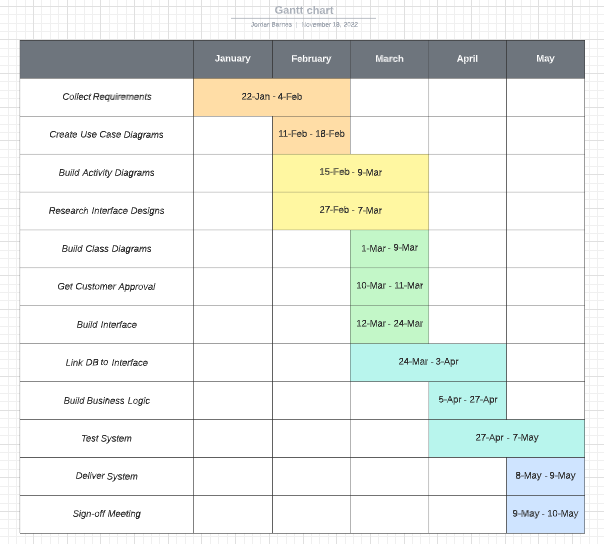 Gantt chart
Jordan Barnes | November 18, 2022
January February March April May
Collect Requirements 22-Jan - 4-Feb
Create Use Case Diagrams 11-Feb - 18-Feb
Build Activity Diagrams 15-Feb - 9-Mar
Research Interface Designs 27-Feb - 7-Mar
Build Class Diagrams 1-Mar - 9-Mar
Get Customer Approval 10-Mar - 11-Mar
Build Interface 12-Mar - 24-Mar
Link DB to Interface 24-Mar - 3-Apr
Build Business Logic 5-Apr - 27-Apr
Test System 27-Apr - 7-May
Deliver System 8-May - 9-May
Sign-off Meeting 9-May - 10-May